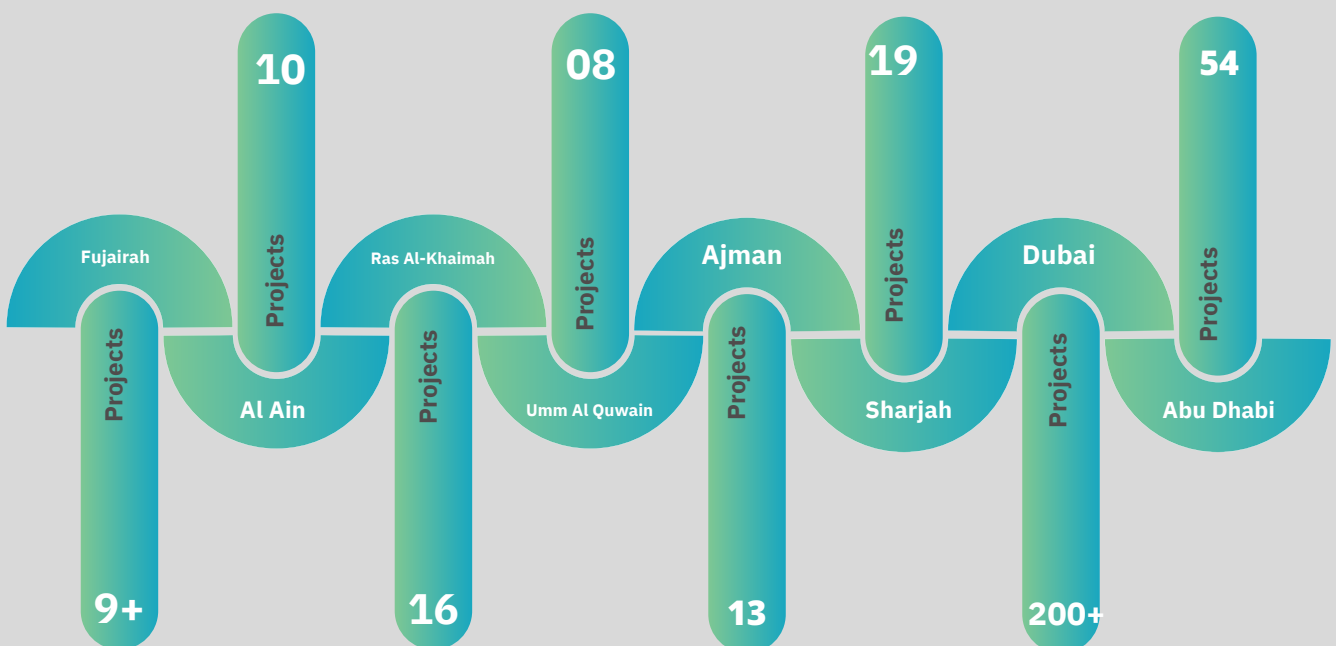 Fujairah
Projects
9+
10
Projects
Al Ain
Ras Al-Khaimah
Projects
16
08
Projects
Umm Al Quwain
Ajman
Projects
13
19
Projects
Sharjah
Dubai
Projects
200+
54
Projects
Abu Dhabi